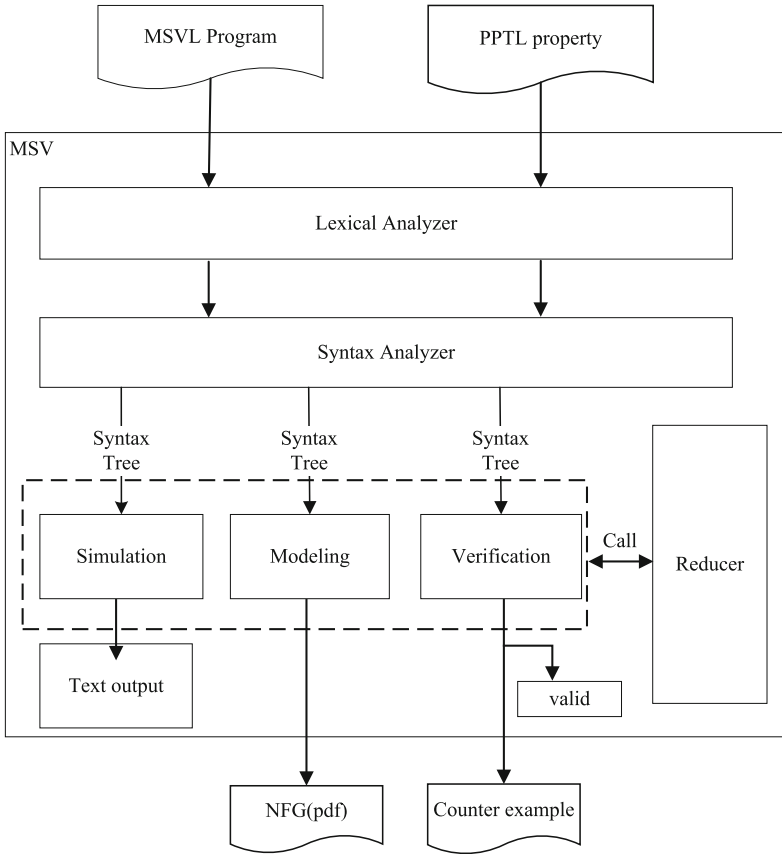 MSVL Program
PPTL property
MSV
Lexical Analyzer
Syntax Analyzer
Syntax
Tree
Syntax
Tree
Syntax
Tree
Simulation
Modeling
Verification
Call
Reducer
Text output
valid
NFG(pdf)
Counter example